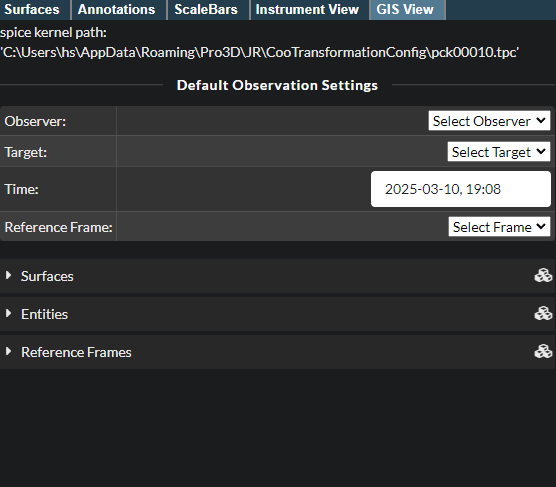 Surfaces Annotations ScaleBars Instrument View GIS View
spice kernel path:
'C:\Users\hs\AppData\Roaming\Pro3D\JR\CooTransformationConfig\pck00010.tpc'
Default Observation Settings
Observer: Select Observer
Target: Select Target
Time: 2025-03-10, 19:08
Reference Frame: Select Frame
Surfaces
Entities
Reference Frames